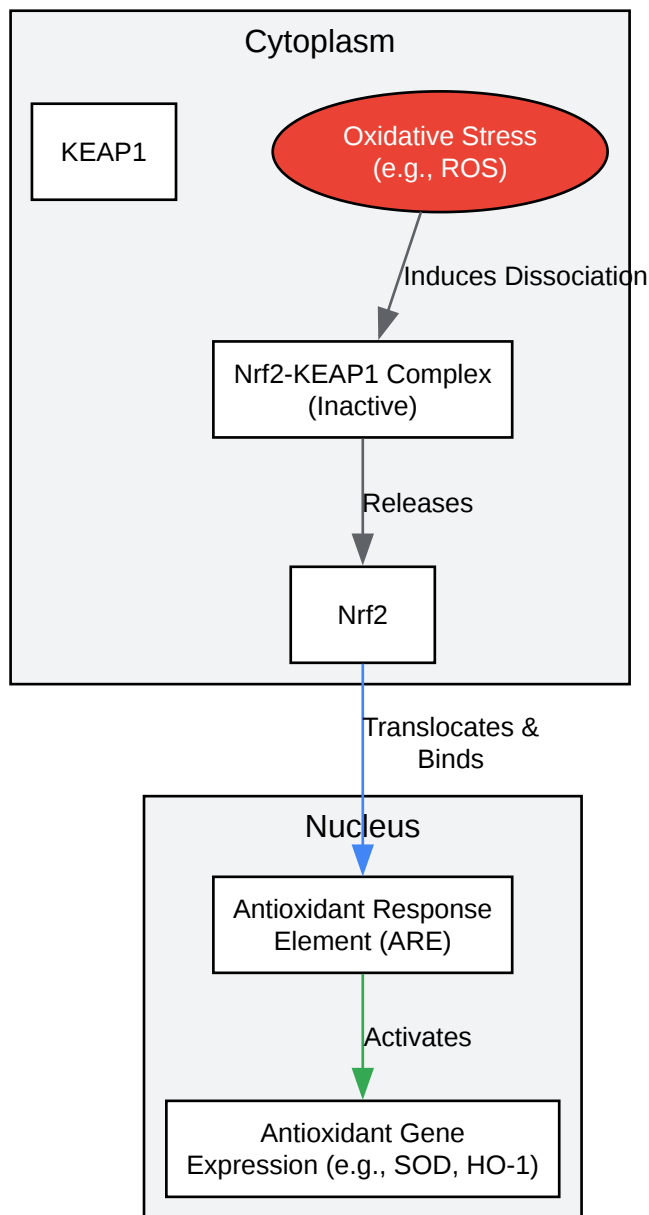 Cytoplasm
KEAP1
Oxidative Stress
(e.g., ROS)
Induces Dissociation
Nrf2-KEAP1 Complex
(Inactive)
Releases
Nrf2
Translocates &
Binds
Nucleus
Antioxidant Response
Element (ARE)
Activates
Antioxidant Gene
Expression (e.g., SOD, HO-1)